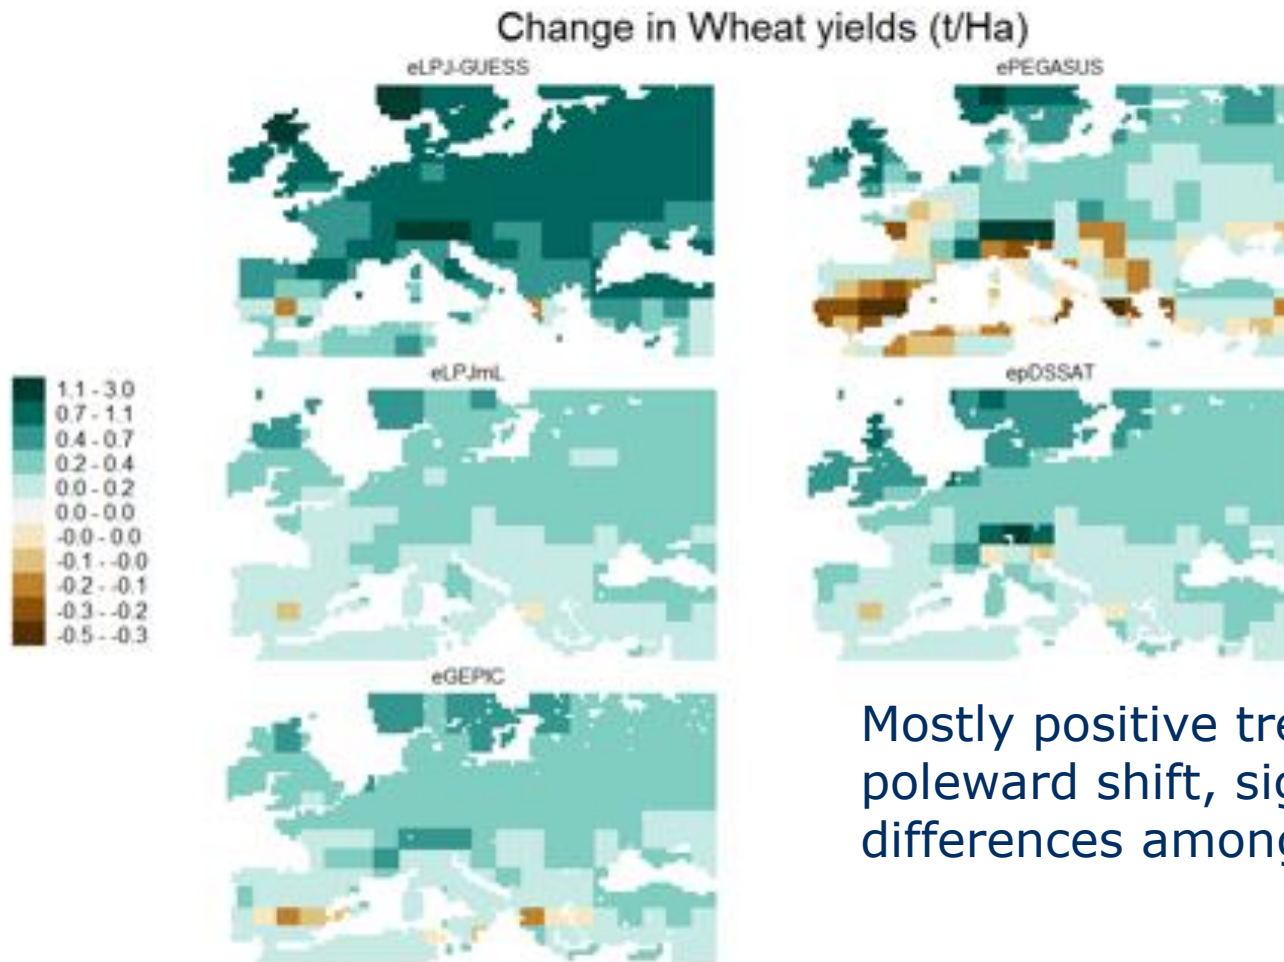 Change in Wheat yields (t/Ha)
eLPJ-GUESS
ePEGASUS
eLPJmL
epDSSAT
1.1 - 3.0
0.7 - 1.1
0.4 - 0.7
0.2 - 0.4
0.0 - 0.2
0.0 - 0.0
-0.0 - 0.0
-0.1 - -0.0
-0.2 - -0.1
-0.3 - -0.2
-0.5 - -0.3
eGEPIC
Mostly positive tre
poleward shift, sig
differences among